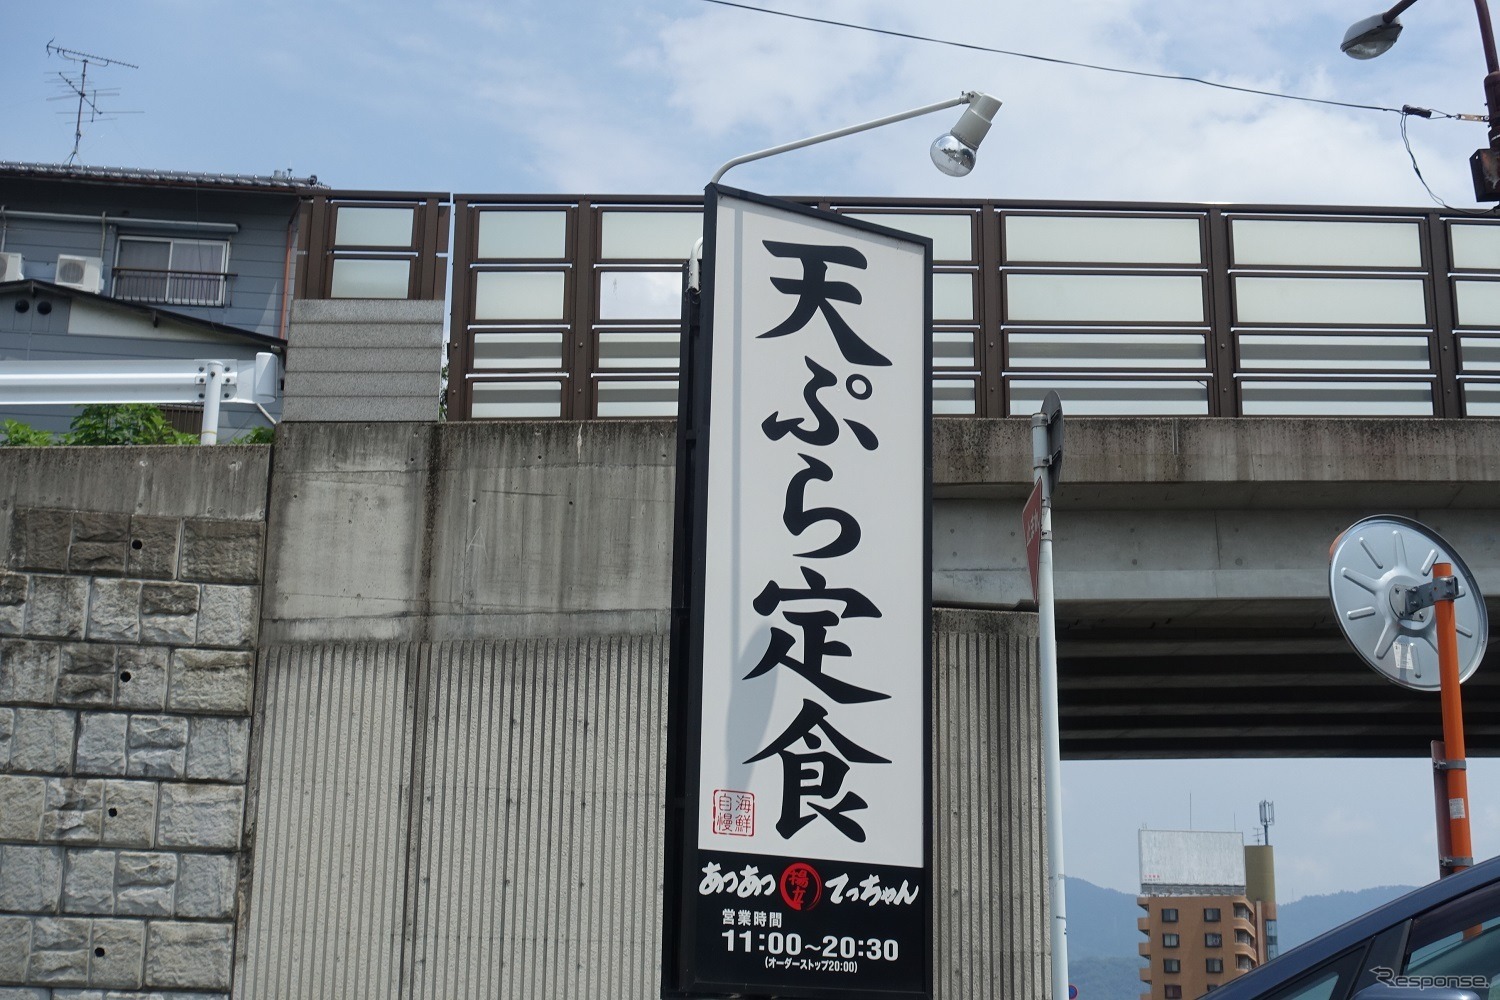 天ぷら定食
海鮮
自慢
あつあつ 揚立 てっちゃん
営業時間
11:00～20:30
(オーダーストップ20:00)
Response.